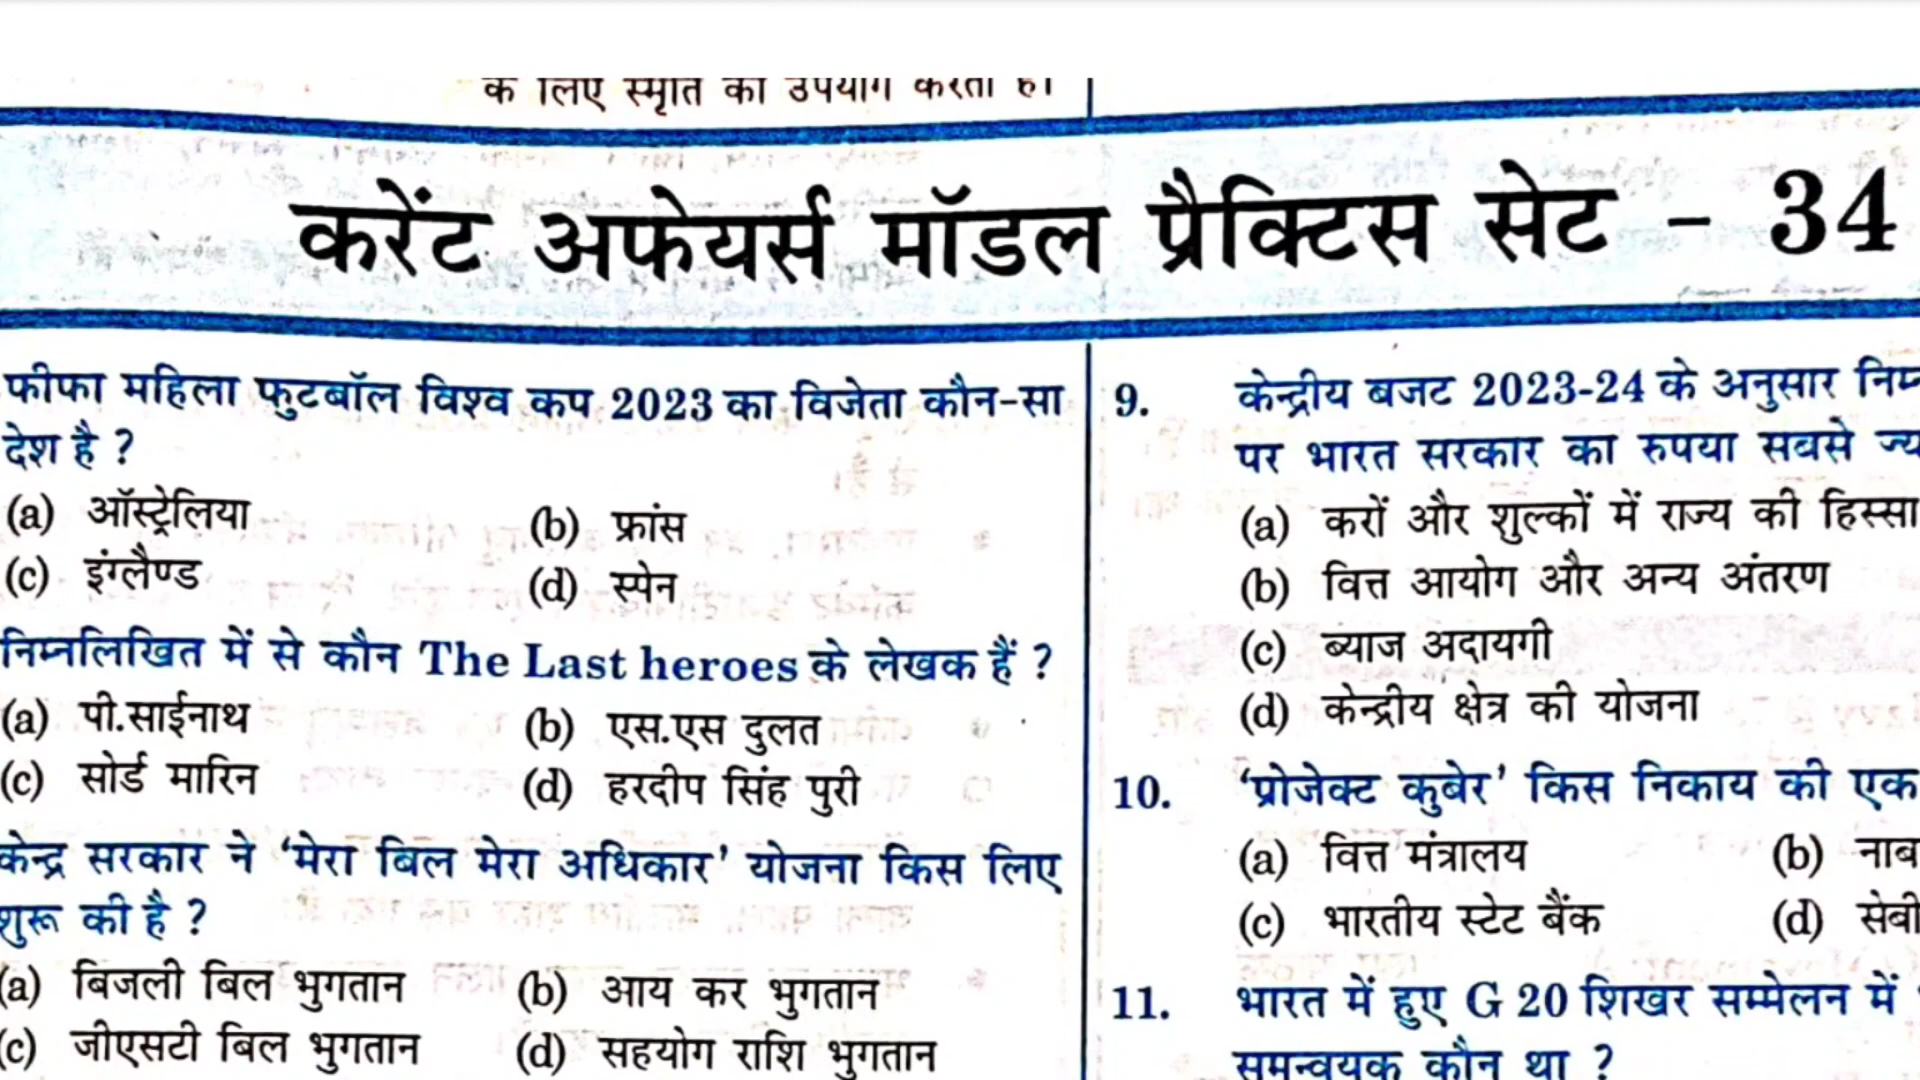 के लिए स्मृति का उपयोग करता है।
करेंट अफेयर्स मॉडल प्रैक्टिस सेट - 34
फीफा महिला फुटबॉल विश्व कप 2023 का विजेता कौन-सा
देश है ?
(a) ऑस्ट्रेलिया (b) फ्रांस
(c) इंग्लैण्ड (d) स्पेन
निम्नलिखित में से कौन The Last heroes के लेखक हैं ?
(a) पी.साईनाथ (b) एस.एस दुलत
(c) सोर्ड मारिन (d) हरदीप सिंह पुरी
केन्द्र सरकार ने ‘मेरा बिल मेरा अधिकार’ योजना किस लिए
शुरू की है ?
(a) बिजली बिल भुगतान (b) आय कर भुगतान
(c) जीएसटी बिल भुगतान (d) सहयोग राशि भुगतान
9. केन्द्रीय बजट 2023-24 के अनुसार
पर भारत सरकार का रुपया सबसे
(a) करों और शुल्कों में राज्य की हिस्सा
(b) वित्त आयोग और अन्य अंतरण
(c) ब्याज अदायगी
(d) केन्द्रीय क्षेत्र की योजना
10. ‘प्रोजेक्ट कुबेर’ किस निकाय की एक
(a) वित्त मंत्रालय (b) नाब
(c) भारतीय स्टेट बैंक (d) सेबी
11. भारत में हुए G 20 शिखर सम्मेलन में
समन्वयक कौन था ?